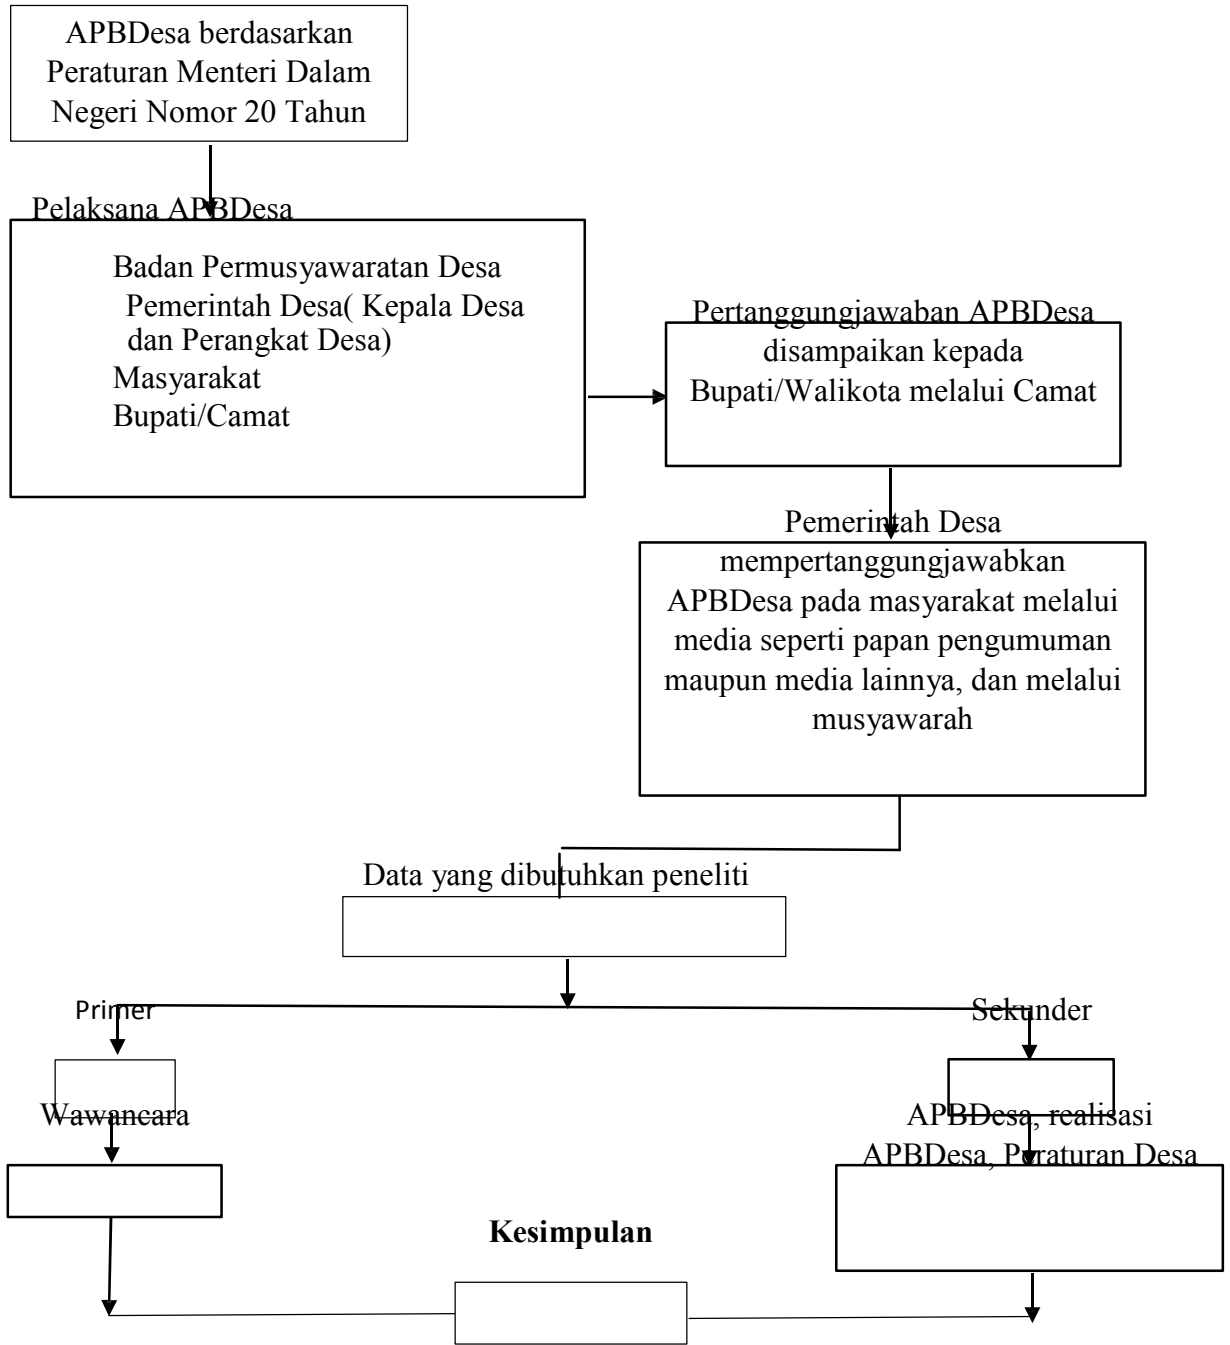 APBDesa berdasarkan
Peraturan Menteri Dalam
Negeri Nomor 20 Tahun
Pelaksana APBDesa
Badan Permusyawaratan Desa
Pemerintah Desa( Kepala Desa
dan Perangkat Desa)
Masyarakat
Bupati/Camat
Pertanggungjawaban APBDesa
disampaikan kepada
Bupati/Walikota melalui Camat
Pemerintah Desa
mempertanggungjawabkan
APBDesa pada masyarakat melalui
media seperti papan pengumuman
maupun media lainnya, dan melalui
musyawarah
Data yang dibutuhkan peneliti
Primer
Sekunder
Wawancara
APBDesa, realisasi
APBDesa, Peraturan Desa
Kesimpulan